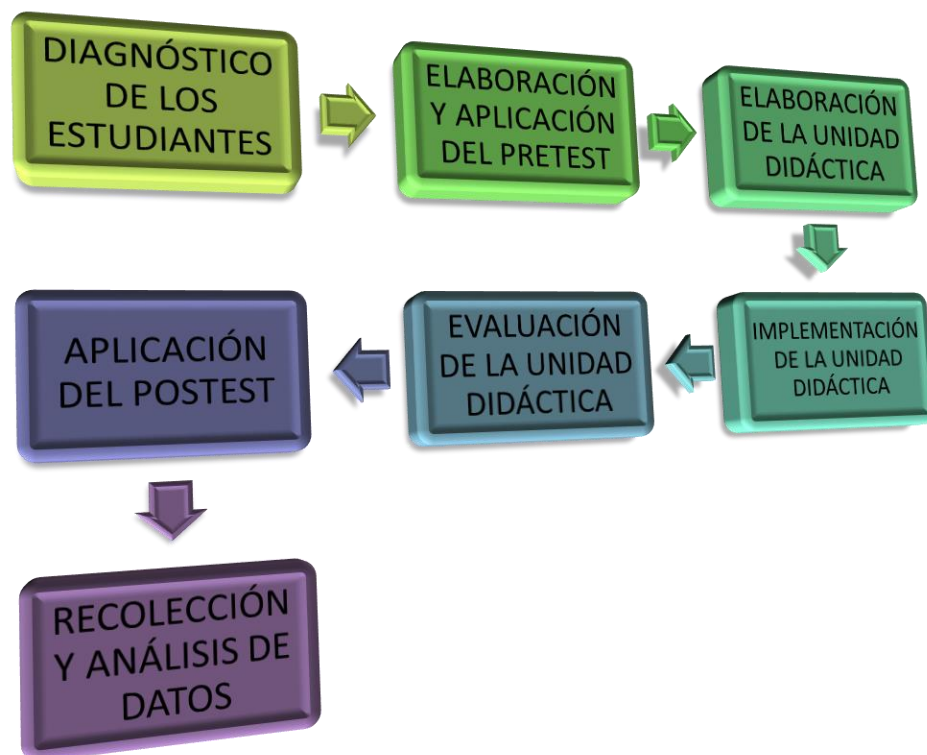 DIAGNÓSTICO
DE LOS
ESTUDIANTES
ELABORACIÓN
Y APLICACIÓN
DEL PRETEST
ELABORACIÓN
DE LA UNIDAD
DIDÁCTICA
IMPLEMENTACIÓN
DE LA UNIDAD
DIDÁCTICA
EVALUACIÓN
DE LA UNIDAD
DIDÁCTICA
APLICACIÓN
DEL POSTEST
RECOLECCIÓN
Y ANÁLISIS DE
DATOS